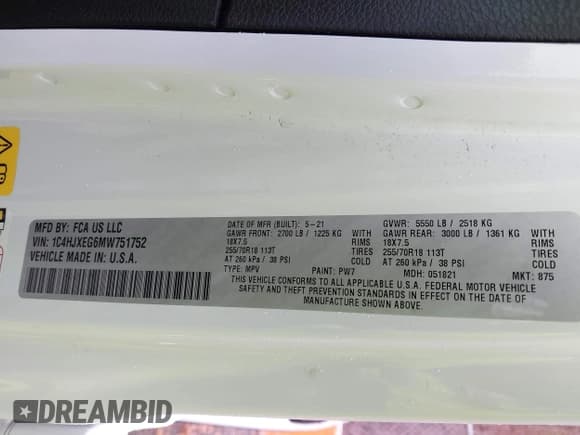 MFD BY: FCA US LLC
VIN: 1C4HJXEG6MW751752
VEHICLE MADE IN: U.S.A.
DATE OF MFR (BUILT): 5-21
GAWR FRONT: 2700 LB / 1225 KG WITH
18X7.5 RIMS
255/70R18 113T TIRES
AT 260 kPa / 38 PSI COLD
TYPE: MPV PAINT: PW7
GVWR: 5550 LB / 2518 KG
GAWR REAR: 3000 LB / 1361 KG WITH
18X7.5 RIMS
255/70R18 113T TIRES
AT 260 kPa / 38 PSI COLD
MDH: 051821 MKT: 875
THIS VEHICLE CONFORMS TO ALL APPLICABLE U.S.A. FEDERAL MOTOR VEHICLE
SAFETY AND THEFT PREVENTION STANDARDS IN EFFECT ON THE DATE OF
MANUFACTURE SHOWN ABOVE.
DREAMBID